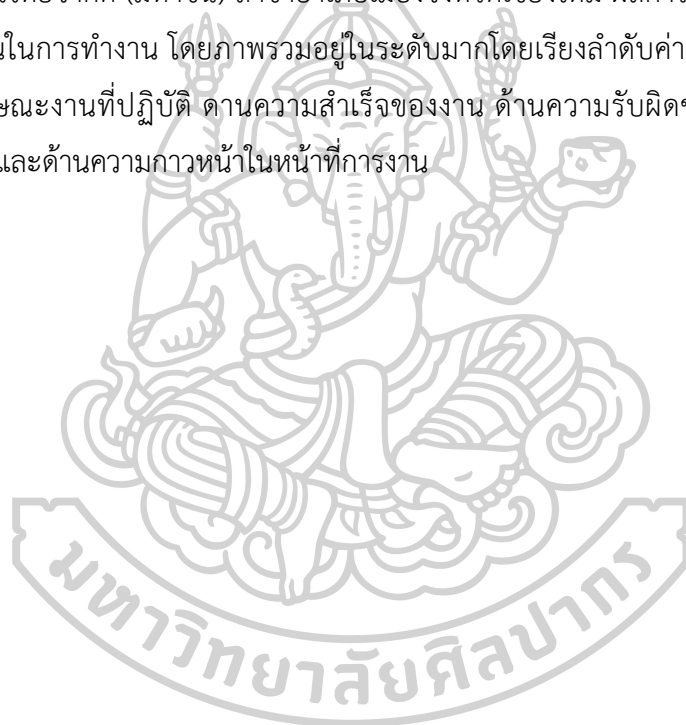 นในการทำงาน โดยภาพรวมอยู่ในระดับมากโดยเรียงลำดับค่า
ษณะงานที่ปฏิบัติ ดานความสำเร็จของงาน ด้านความรับผิดช
และด้านความกาวหน้าในหน้าที่การงาน
มหาวิทยาลัยศิลปากร